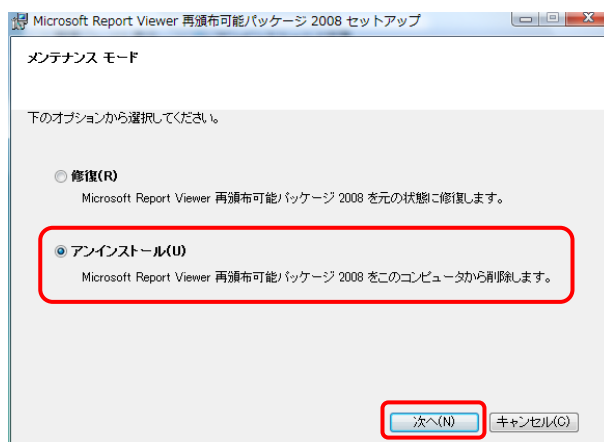 Microsoft Report Viewer 再頒布可能パッケージ 2008 セットアップ
メンテナンス モード
下のオプションから選択してください。
修復(R)
Microsoft Report Viewer 再頒布可能パッケージ 2008 を元の状態に修復します。
アンインストール(U)
Microsoft Report Viewer 再頒布可能パッケージ 2008 をこのコンピュータから削除します。
次へ(N) キャンセル(C)